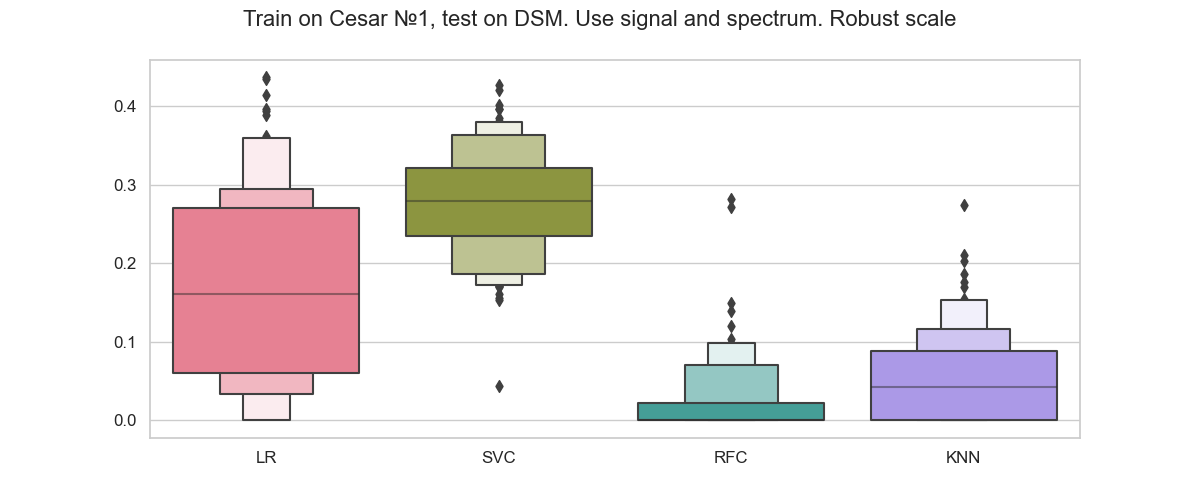 Train on Cesar №1, test on DSM. Use signal and spectrum. Robust scale
0.4
0.3
0.2
0.1
0.0
LR SVC RFC KNN